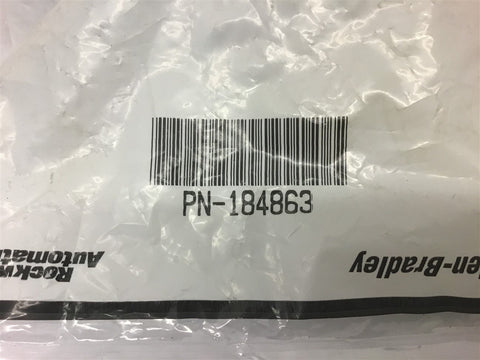 PN-184863
Rockw
Automati
len-Bradley